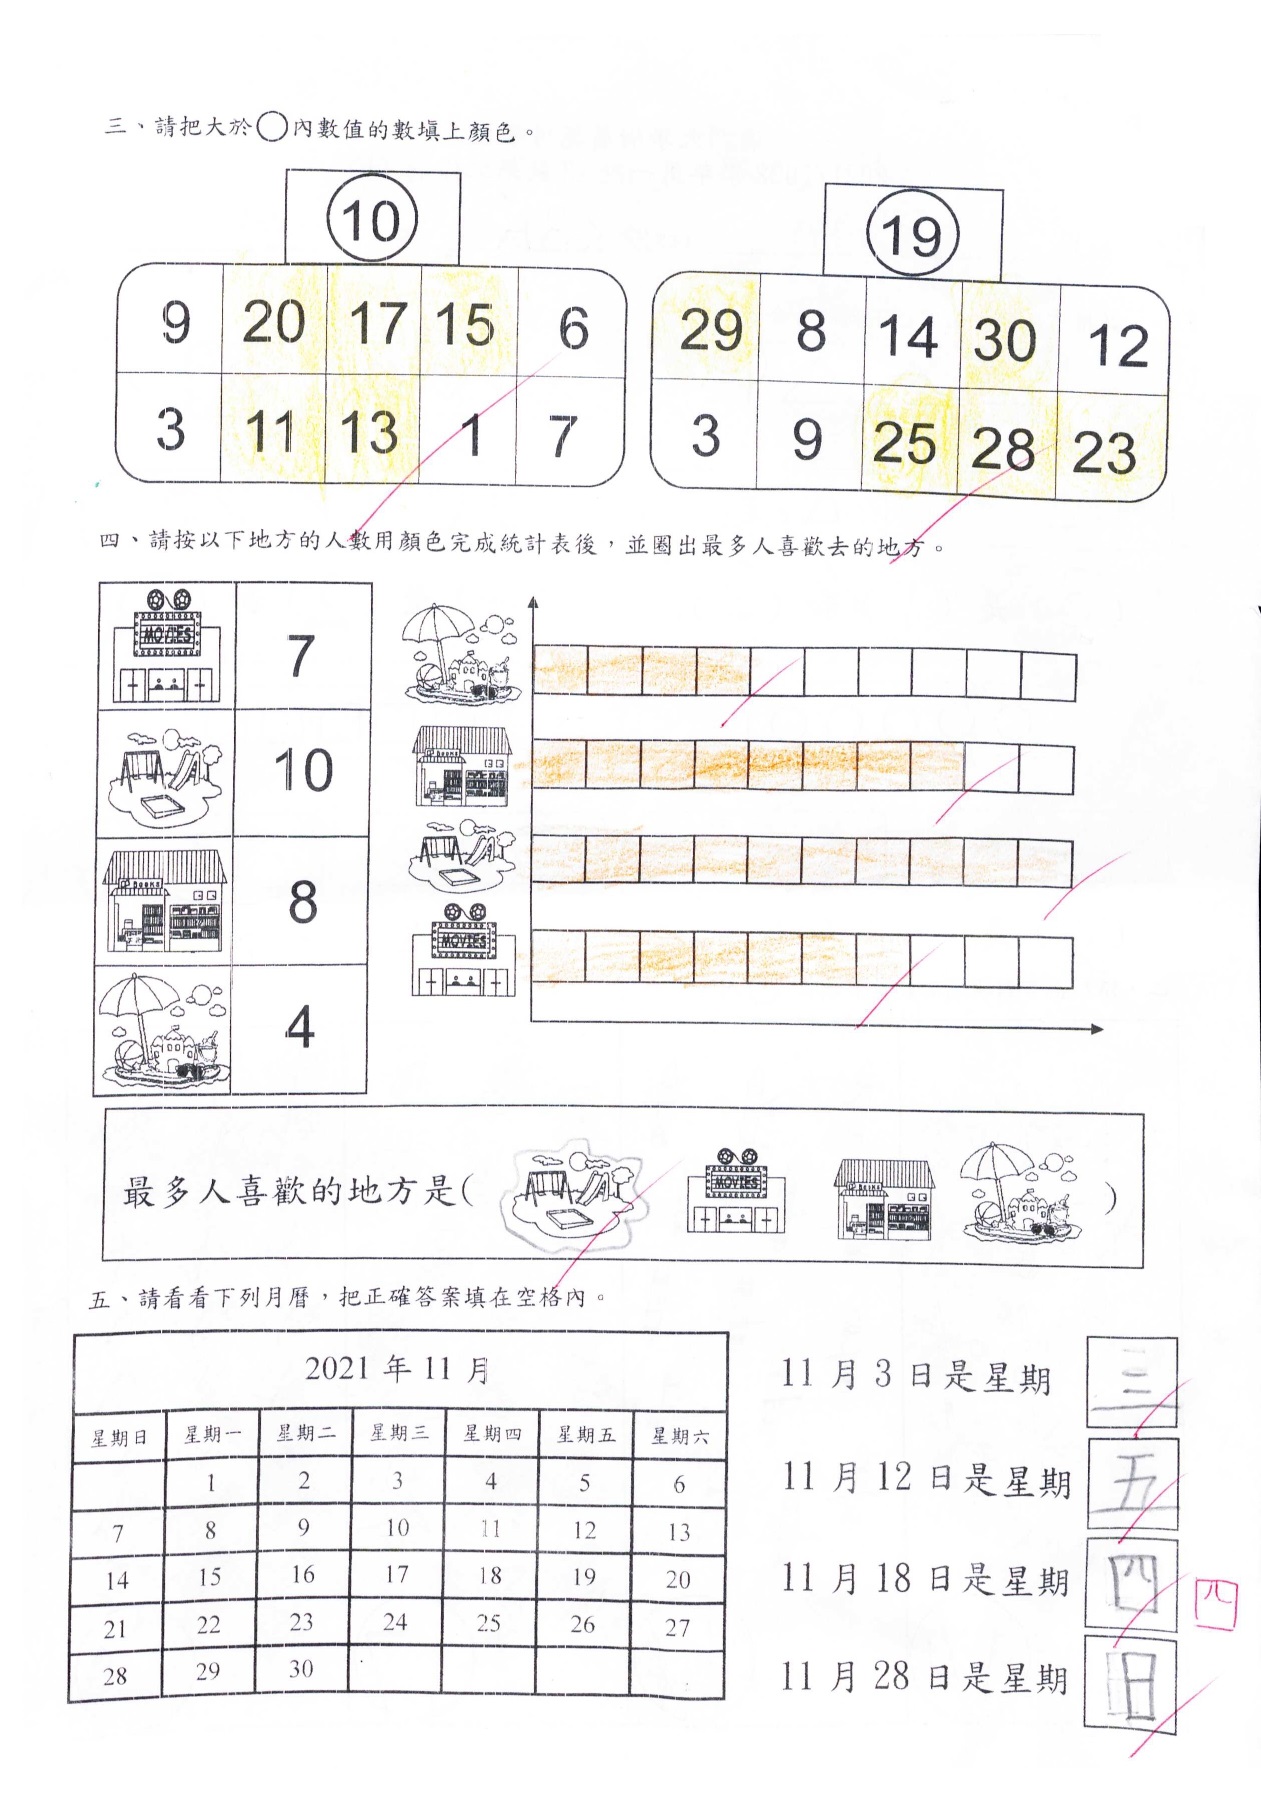 三、請把大於○內數值的數填上顏色。
10
9 20 17 15 6
3 11 13 1 7
19
29 8 14 30 12
3 9 25 28 23
四、請按以下地方的人數用顏色完成統計表後，並圈出最多人喜歡去的地方。
MOVIES 7
10
BOOKS 8
4
BOOKS
MOVIES
最多人喜歡的地方是( MOVIES BOOKS )
五、請看看下列月曆，把正確答案填在空格內。
2021 年 11 月
星期日 星期一 星期二 星期三 星期四 星期五 星期六
1 2 3 4 5 6
7 8 9 10 11 12 13
14 15 16 17 18 19 20
21 22 23 24 25 26 27
28 29 30
11 月 3 日是星期 三
11 月 12 日是星期 五
11 月 18 日是星期 四 四
11 月 28 日是星期 日